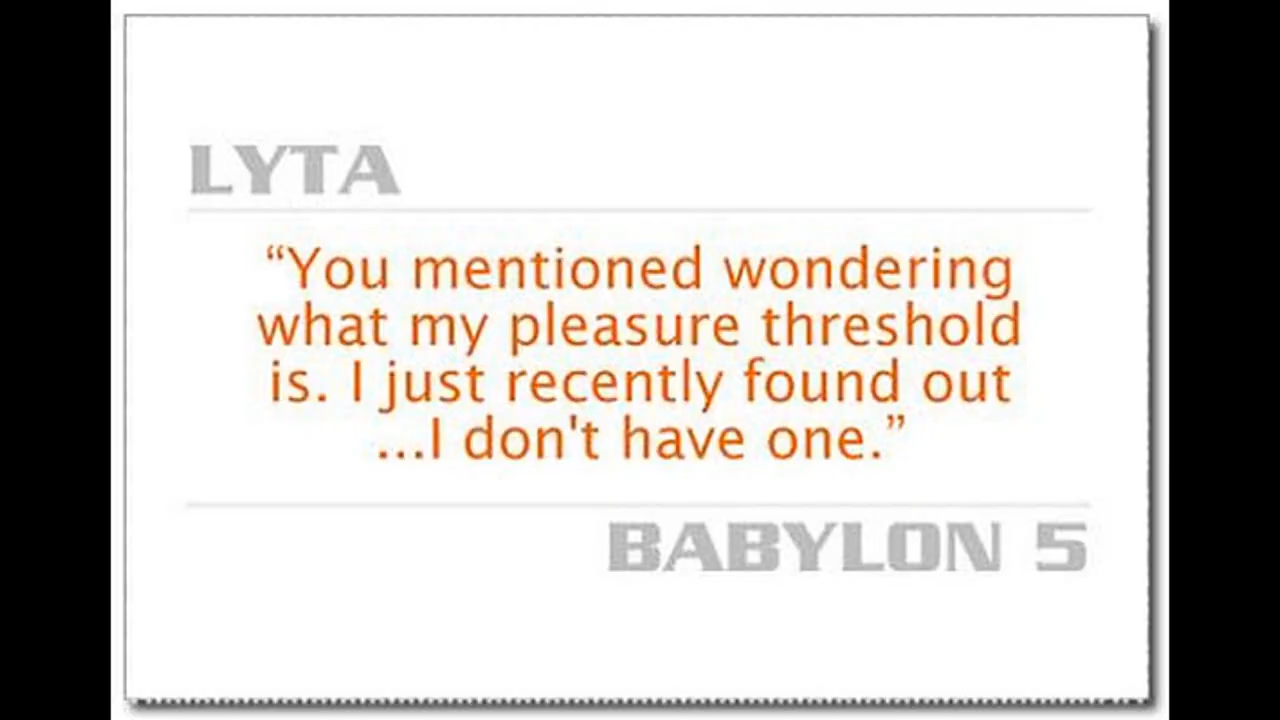 LYTA
“You mentioned wondering
what my pleasure threshold
is. I just recently found out
...I don't have one.”
BABYLON 5